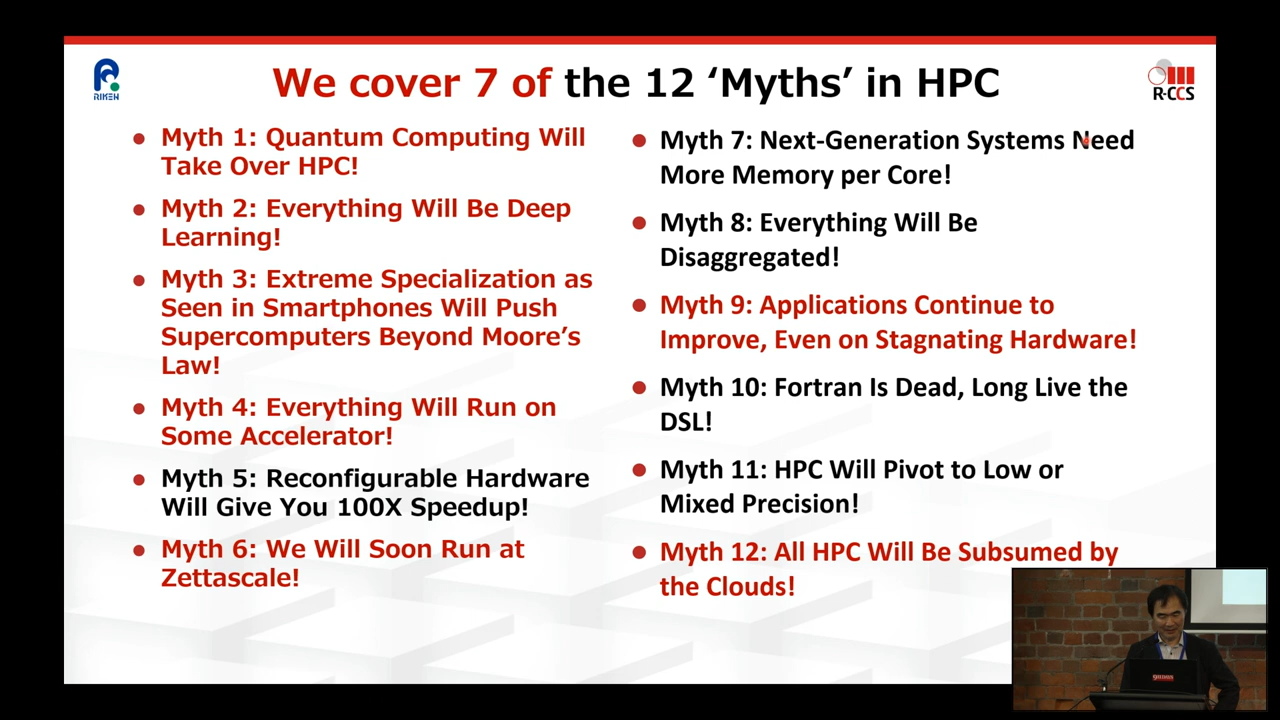 We cover 7 of the 12 ‘Myths’ in HPC
RIKEN
R-CCS
Myth 1: Quantum Computing Will
Take Over HPC!
Myth 2: Everything Will Be Deep
Learning!
Myth 3: Extreme Specialization as
Seen in Smartphones Will Push
Supercomputers Beyond Moore’s
Law!
Myth 4: Everything Will Run on
Some Accelerator!
Myth 5: Reconfigurable Hardware
Will Give You 100X Speedup!
Myth 6: We Will Soon Run at
Zettascale!
Myth 7: Next-Generation Systems Need
More Memory per Core!
Myth 8: Everything Will Be
Disaggregated!
Myth 9: Applications Continue to
Improve, Even on Stagnating Hardware!
Myth 10: Fortran Is Dead, Long Live the
DSL!
Myth 11: HPC Will Pivot to Low or
Mixed Precision!
Myth 12: All HPC Will Be Subsumed by
the Clouds!